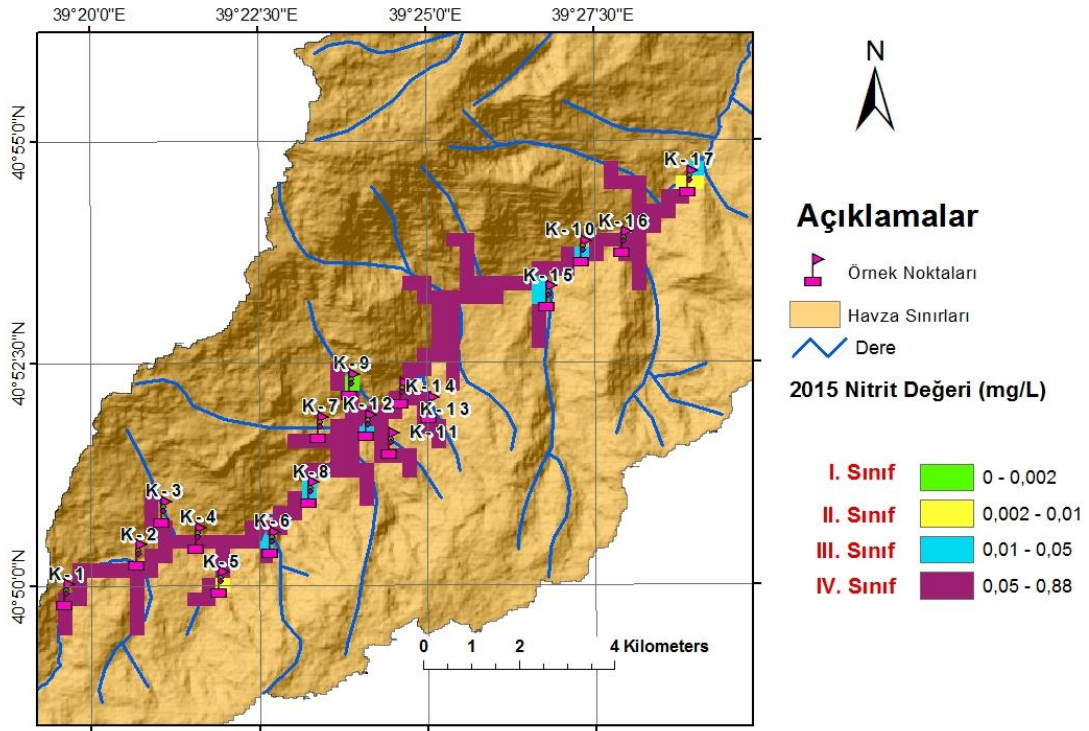 39°20'0"E 39°22'30"E 39°25'0"E 39°27'30"E
40°55'0"N
40°52'30"N
40°50'0"N
K-17
K-16
K-10
K-15
K-9
K-14
K-7
K-12
K-13
K-11
K-8
K-3
K-6
K-4
K-2
K-5
K-1
0 1 2 4 Kilometers
N
Açıklamalar
Örnek Noktaları
Havza Sınırları
Dere
2015 Nitrit Değeri (mg/L)
I. Sınıf 0 - 0,002
II. Sınıf 0,002 - 0,01
III. Sınıf 0,01 - 0,05
IV. Sınıf 0,05 - 0,88